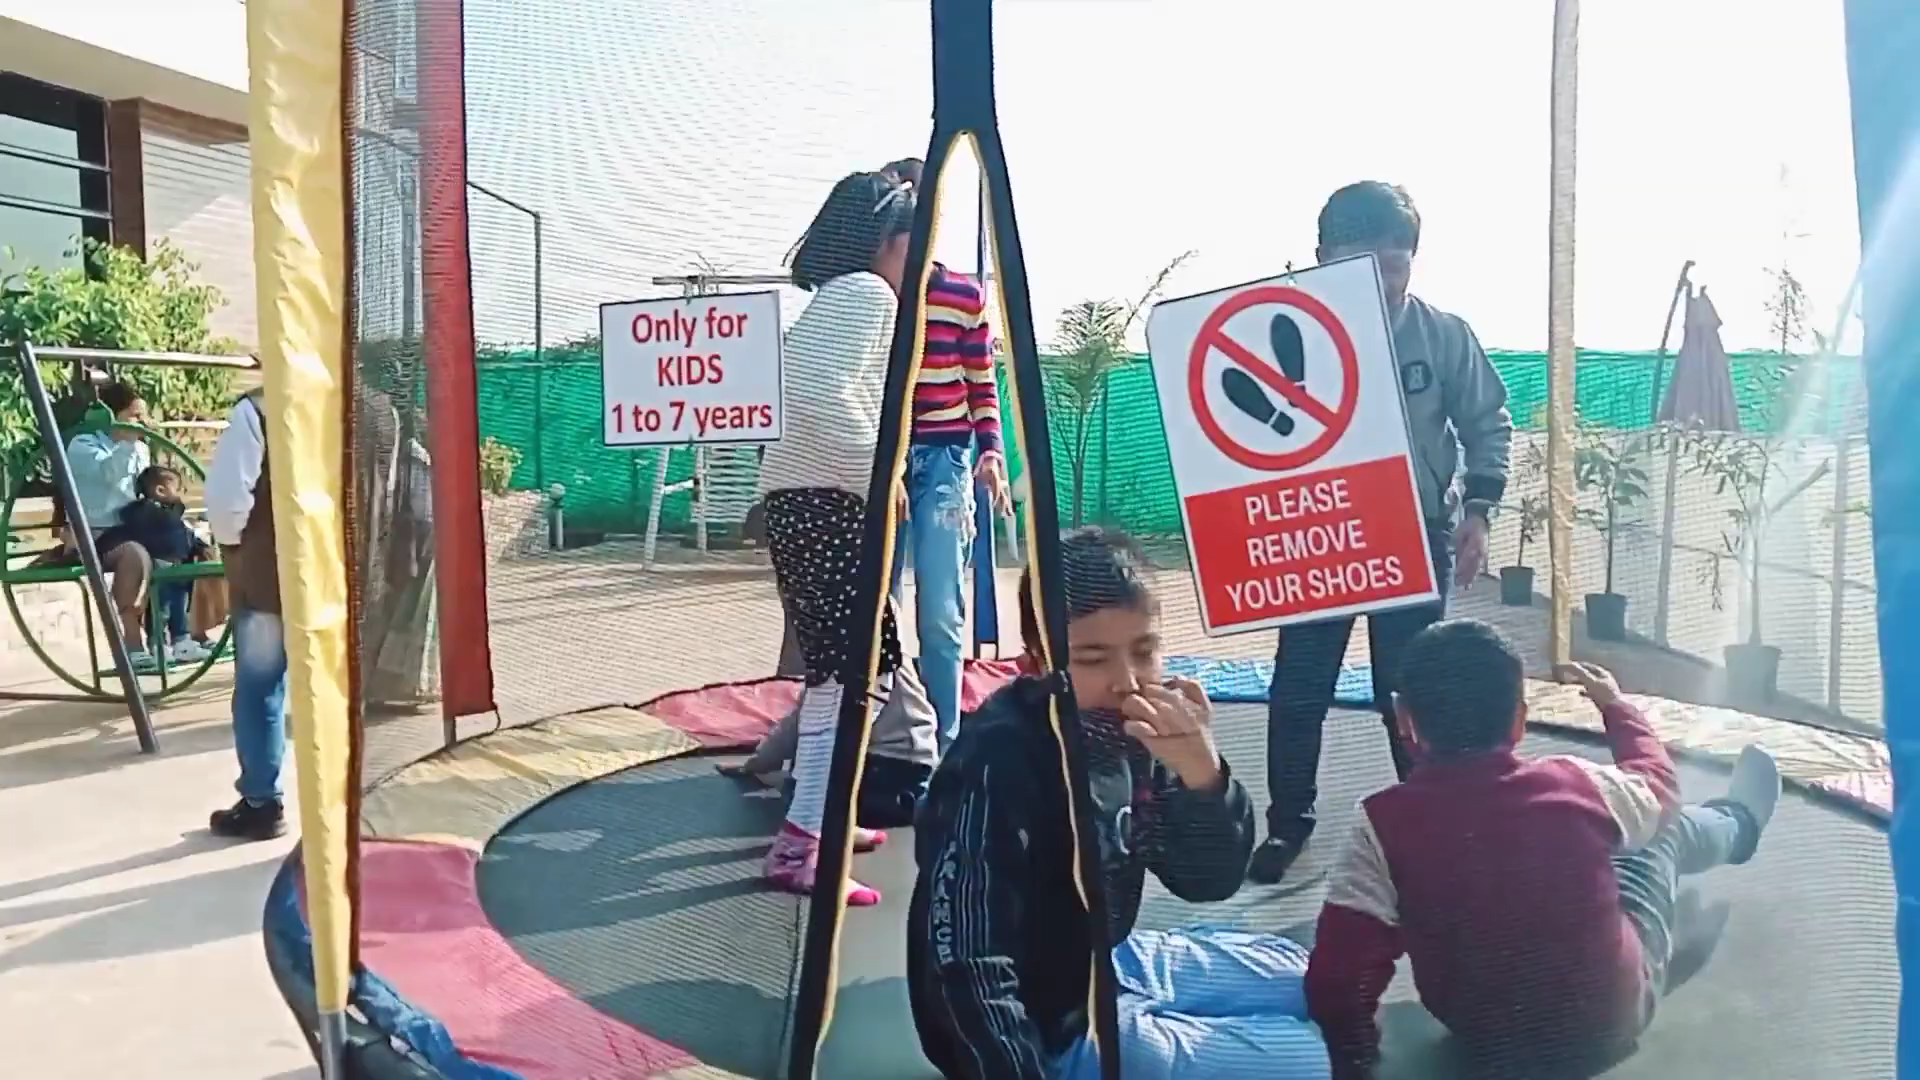 Only for
KIDS
1 to 7 years
PLEASE
REMOVE
YOUR SHOES